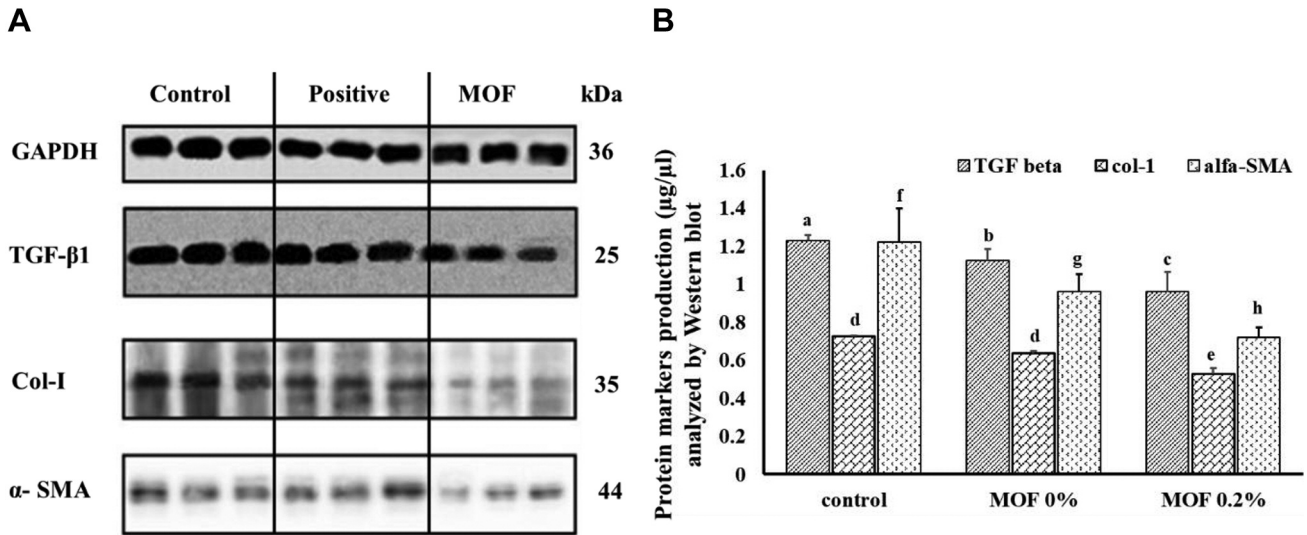 A
Control Positive MOF kDa
GAPDH 36
TGF-β1 25
Col-I 35
α- SMA 44
B
Protein markers production (µg/µl)
analyzed by Western blot
TGF beta col-1 alfa-SMA
1.6
1.4
1.2
1
0.8
0.6
0.4
0.2
0
a d f b d g c e h
control MOF 0% MOF 0.2%